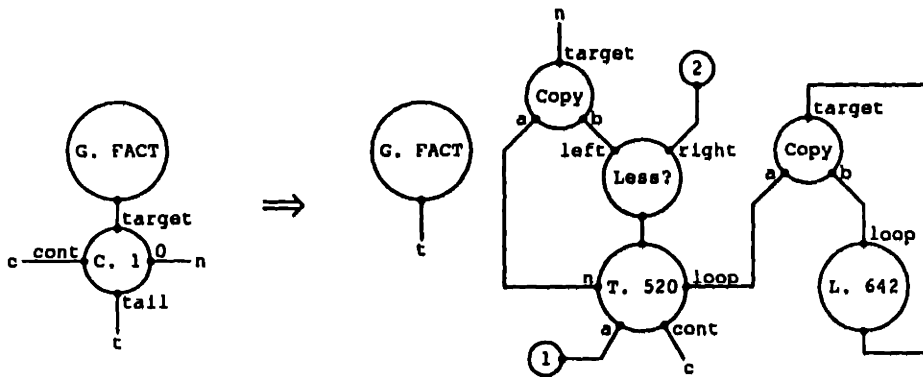 n
target
2
Copy
a
b
target
Copy
a
b
G. FACT
G. FACT
left
right
Less?
target
t
cont
0
c
C. 1
n
tail
t
loop
n
T. 520
loop
L. 642
a
cont
1
c